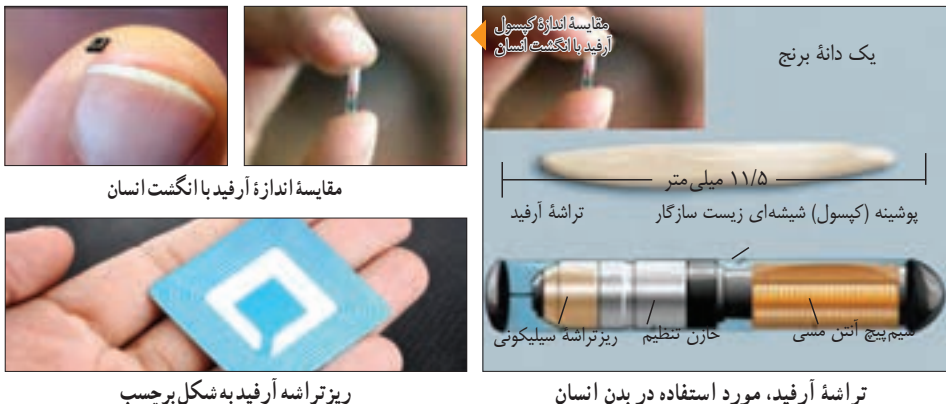 مقایسهٔ اندازهٔ کپسول
آرفید با انگشت انسان
یک دانهٔ برنج
۱۱/۵ میلی‌متر
پوشینه (کپسول) شیشه‌ای زیست سازگار
تراشهٔ آرفید
سیم‌پیچ آنتن مسی
خازن تنظیم
ریزتراشهٔ سیلیکونی
تراشهٔ آرفید، مورد استفاده در بدن انسان
مقایسهٔ اندازهٔ آرفید با انگشت انسان
ریزتراشه آرفید به شکل برچسب